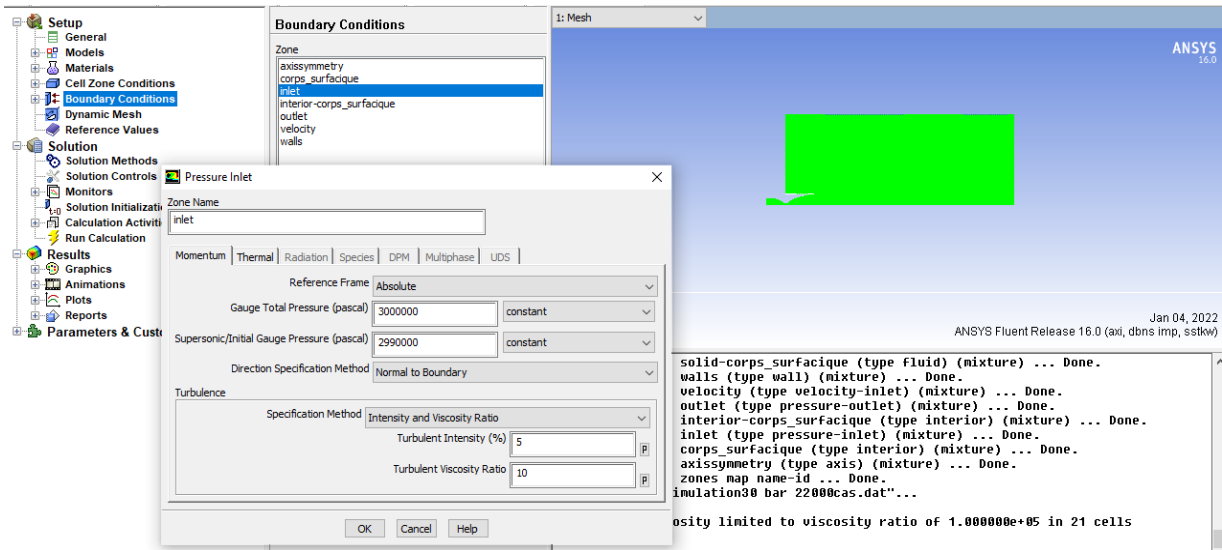 Setup
General
Models
Materials
Cell Zone Conditions
Boundary Conditions
Dynamic Mesh
Reference Values
Solution
Solution Methods
Solution Controls
Monitors
Solution Initializati
Calculation Activiti
Run Calculation
Results
Graphics
Animations
Plots
Reports
Parameters & Custo
Boundary Conditions
Zone
axissymmetry
corps_surfacique
inlet
interior-corps_surfacique
outlet
velocity
walls
1: Mesh
ANSYS
16.0
Jan 04, 2022
ANSYS Fluent Release 16.0 (axi, dbns imp, sstkw)
Pressure Inlet
Zone Name
inlet
Momentum Thermal Radiation Species DPM Multiphase UDS
Reference Frame Absolute
Gauge Total Pressure (pascal) 3000000 constant
Supersonic/Initial Gauge Pressure (pascal) 2990000 constant
Direction Specification Method Normal to Boundary
Turbulence
Specification Method Intensity and Viscosity Ratio
Turbulent Intensity (%) 5 P
Turbulent Viscosity Ratio 10 P
OK Cancel Help
solid-corps_surfacique (type fluid) (mixture) ... Done.
walls (type wall) (mixture) ... Done.
velocity (type velocity-inlet) (mixture) ... Done.
outlet (type pressure-outlet) (mixture) ... Done.
interior-corps_surfacique (type interior) (mixture) ... Done.
inlet (type pressure-inlet) (mixture) ... Done.
corps_surfacique (type interior) (mixture) ... Done.
axissymmetry (type axis) (mixture) ... Done.
zones map name-id ... Done.
imulation30 bar 22000cas.dat"...
osity limited to viscosity ratio of 1.000000e+05 in 21 cells